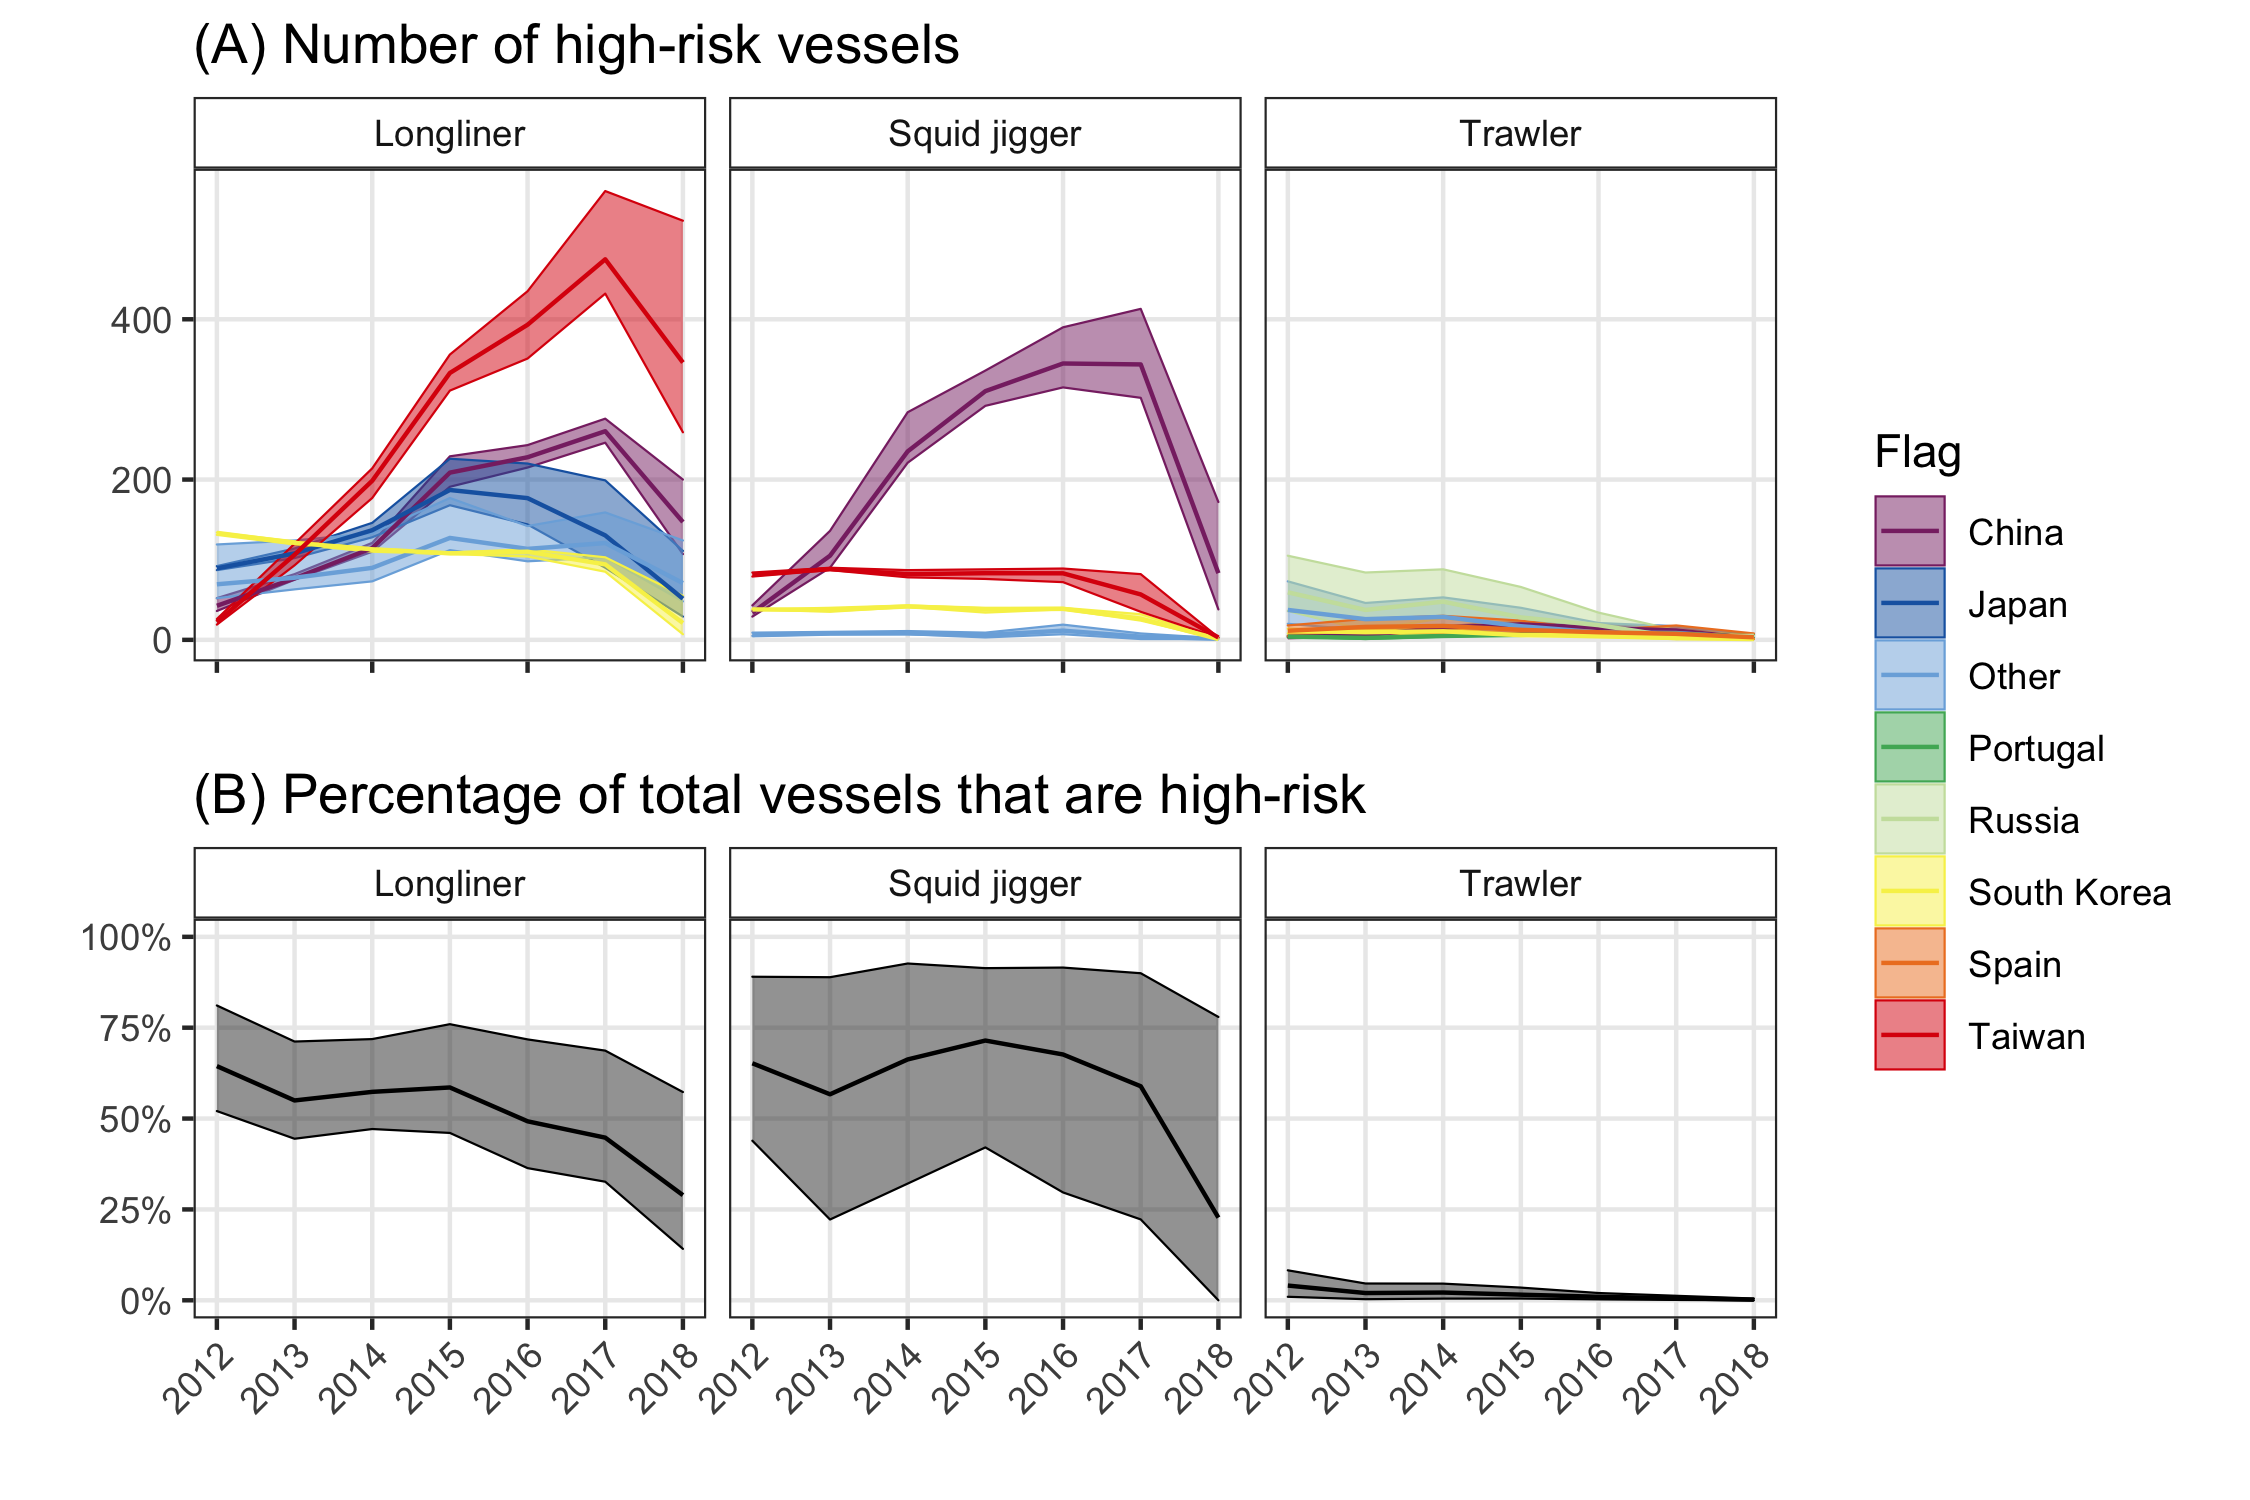 (A) Number of high-risk vessels
Longliner
Squid jigger
Trawler
400
200
0
(B) Percentage of total vessels that are high-risk
Longliner
Squid jigger
Trawler
100%
75%
50%
25%
0%
2012 2013 2014 2015 2016 2017 2018
2012 2013 2014 2015 2016 2017 2018
2012 2013 2014 2015 2016 2017 2018
Flag
China
Japan
Other
Portugal
Russia
South Korea
Spain
Taiwan